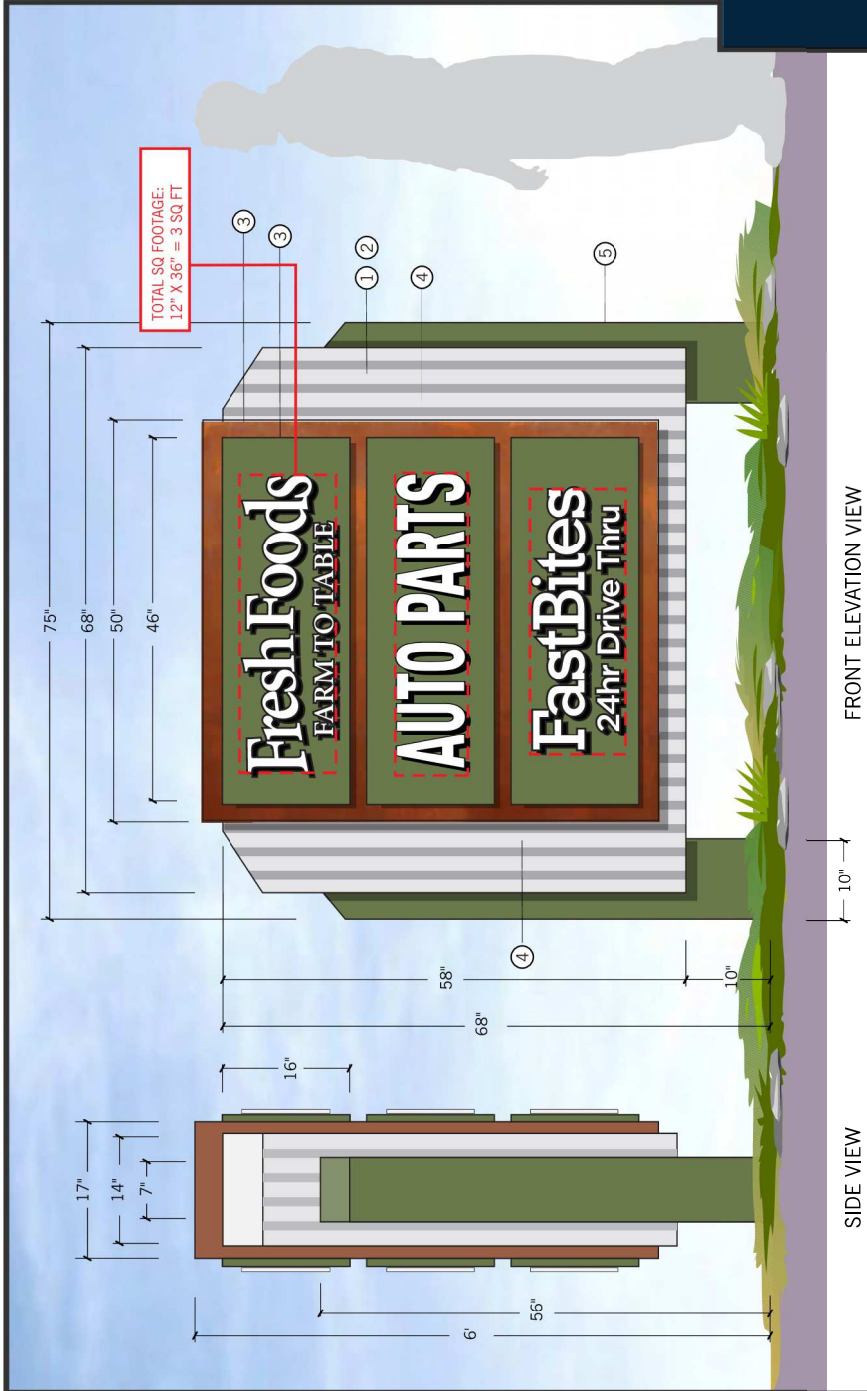 TOTAL SQ FOOTAGE:
12" X 36" = 3 SQ FT
75"
68"
50"
46"
3
3
1 2
4
5
Fresh Foods
FARM TO TABLE
AUTO PARTS
FastBites
24hr Drive Thru
4
58"
10"
68"
10"
17"
14"
7"
16"
56"
6'
SIDE VIEW
FRONT ELEVATION VIEW